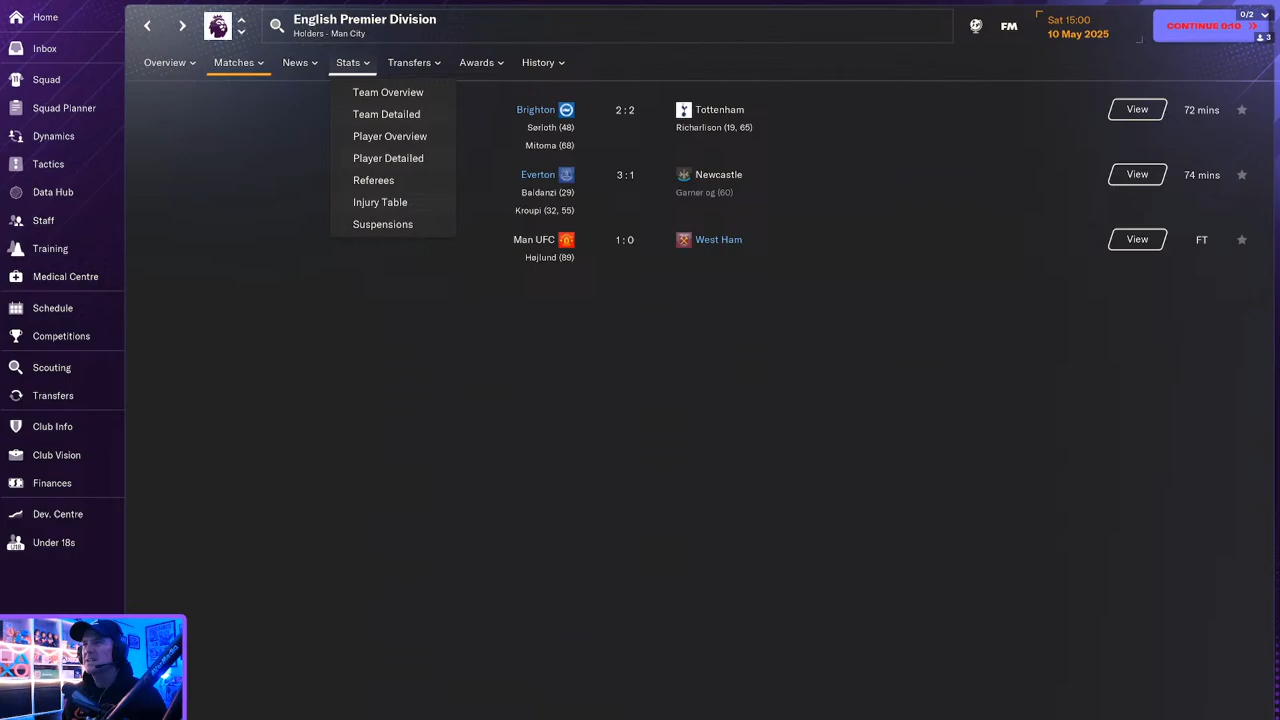 Home
Inbox
Squad
Squad Planner
Dynamics
Tactics
Data Hub
Staff
Training
Medical Centre
Schedule
Competitions
Scouting
Transfers
Club Info
Club Vision
Finances
Dev. Centre
Under 18s
English Premier Division
Holders - Man City
FM
Sat 15:00
10 May 2025
CONTINUE 0:10
0/2
3
Overview
Matches
News
Stats
Transfers
Awards
History
Team Overview
Team Detailed
Player Overview
Player Detailed
Referees
Injury Table
Suspensions
Brighton 2 : 2 Tottenham View 72 mins
Sørloth (48) Richarlison (19, 65)
Mitoma (68)
Everton 3 : 1 Newcastle View 74 mins
Baldanzi (29) Garner og (60)
Kroupi (32, 55)
Man UFC 1 : 0 West Ham View FT
Højlund (89)